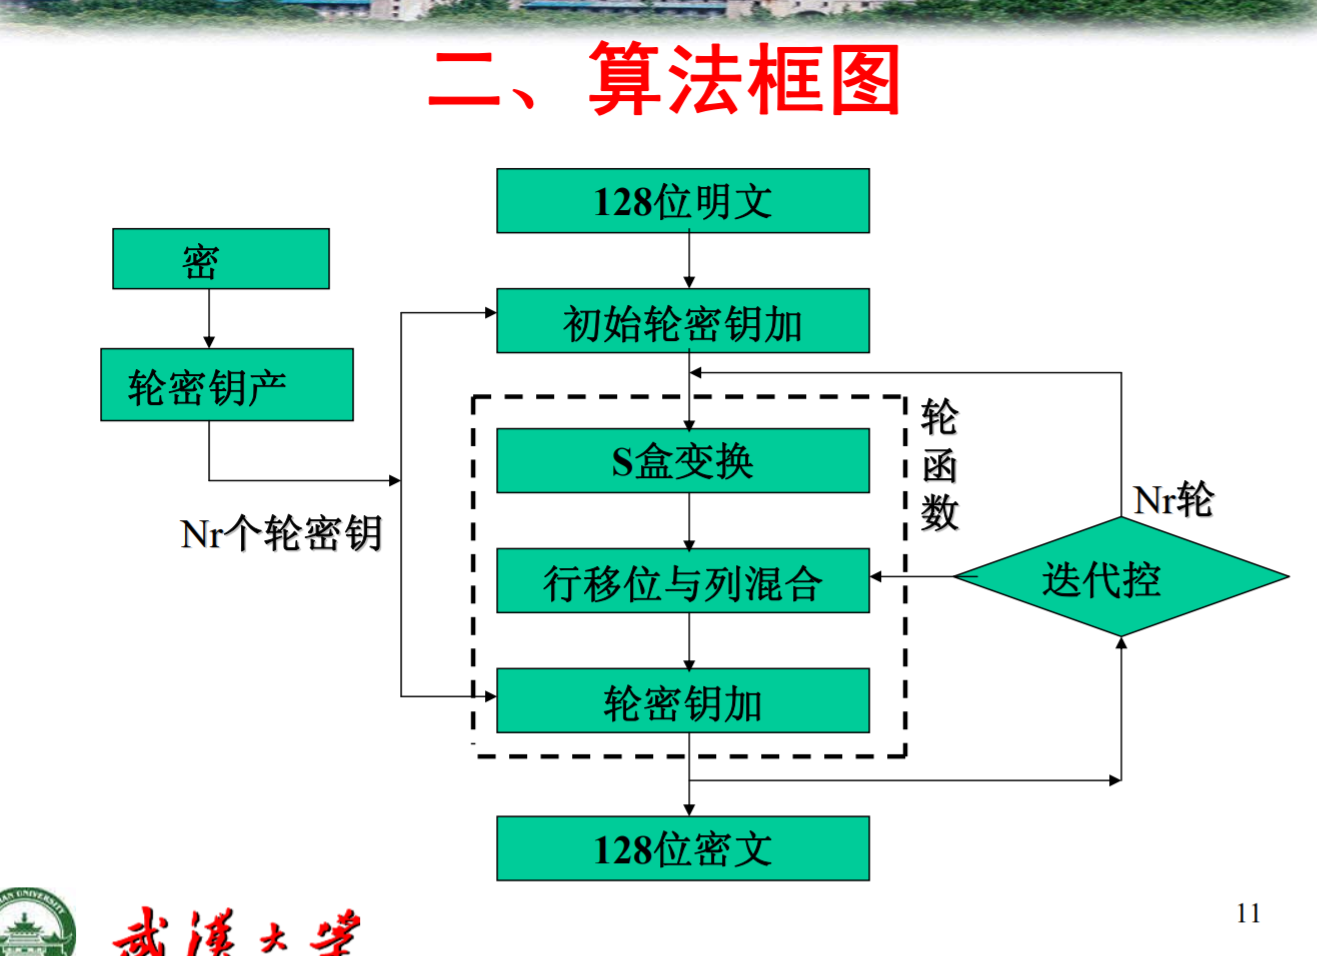 二、算法框图
128位明文
密
初始轮密钥加
轮密钥产
轮函数
S盒变换
Nr轮
Nr个轮密钥
行移位与列混合
迭代控
轮密钥加
128位密文
武汉大学
11